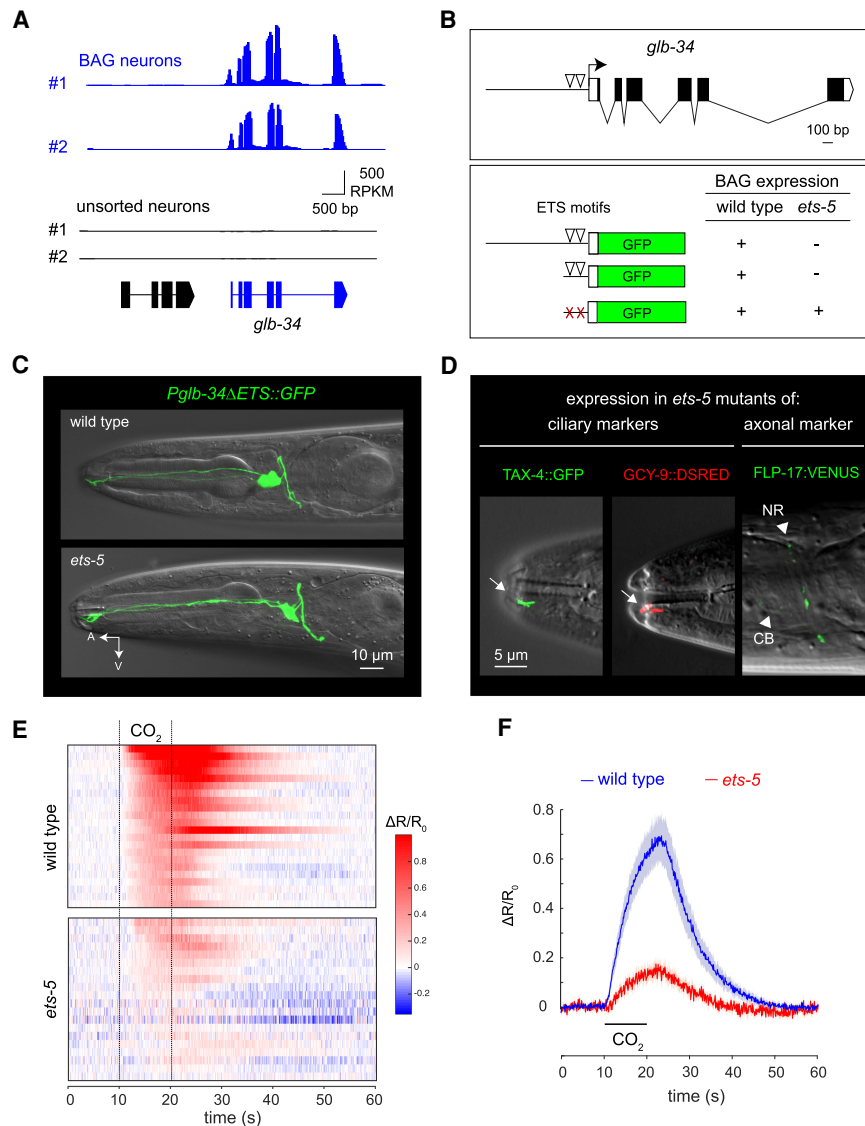 A
BAG neurons
#1
#2
500
RPKM
500 bp
unsorted neurons
#1
#2
glb-34
B
glb-34
100 bp
BAG expression
ETS motifs
wild type
ets-5
GFP
+
-
GFP
+
-
GFP
+
+
C
Pglb-34ΔETS::GFP
wild type
ets-5
A
V
10 µm
D
expression in ets-5 mutants of:
ciliary markers
axonal marker
TAX-4::GFP
GCY-9::DSRED
FLP-17:VENUS
NR
CB
5 µm
E
CO2
wild type
ets-5
ΔR/R0
1
0.8
0.6
0.4
0.2
0
-0.2
0
10
20
30
40
50
60
time (s)
F
wild type
ets-5
ΔR/R0
0.8
0.6
0.4
0.2
0
CO2
0
10
20
30
40
50
60
time (s)